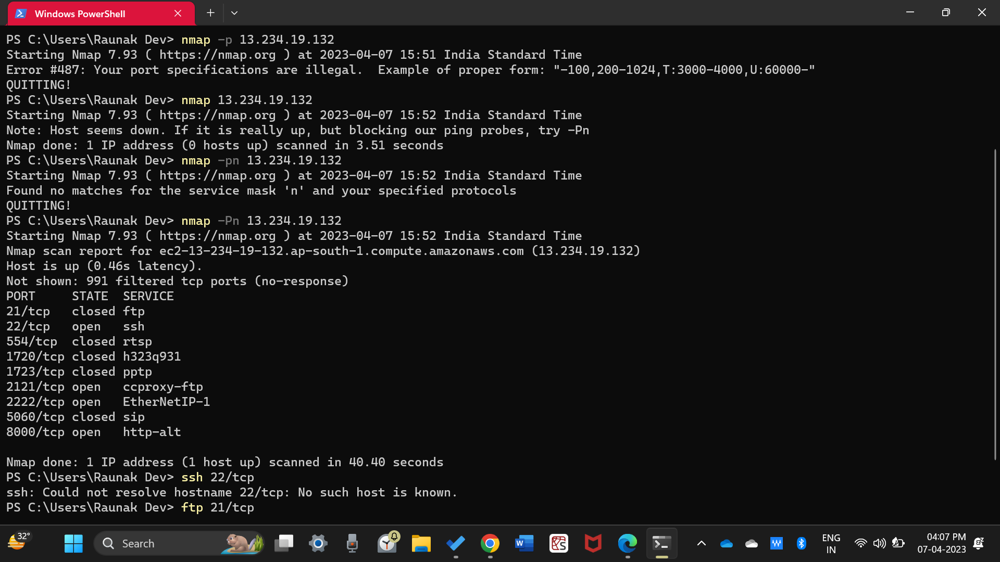 Windows PowerShell
PS C:\Users\Raunak Dev> nmap -p 13.234.19.132
Starting Nmap 7.93 ( https://nmap.org ) at 2023-04-07 15:51 India Standard Time
Error #487: Your port specifications are illegal.  Example of proper form: "-100,200-1024,T:3000-4000,U:60000-"
QUITTING!
PS C:\Users\Raunak Dev> nmap 13.234.19.132
Starting Nmap 7.93 ( https://nmap.org ) at 2023-04-07 15:52 India Standard Time
Note: Host seems down. If it is really up, but blocking our ping probes, try -Pn
Nmap done: 1 IP address (0 hosts up) scanned in 3.51 seconds
PS C:\Users\Raunak Dev> nmap -pn 13.234.19.132
Starting Nmap 7.93 ( https://nmap.org ) at 2023-04-07 15:52 India Standard Time
Found no matches for the service mask 'n' and your specified protocols
QUITTING!
PS C:\Users\Raunak Dev> nmap -Pn 13.234.19.132
Starting Nmap 7.93 ( https://nmap.org ) at 2023-04-07 15:52 India Standard Time
Nmap scan report for ec2-13-234-19-132.ap-south-1.compute.amazonaws.com (13.234.19.132)
Host is up (0.46s latency).
Not shown: 991 filtered tcp ports (no-response)
PORT     STATE  SERVICE
21/tcp   closed ftp
22/tcp   open   ssh
554/tcp  closed rtsp
1720/tcp closed h323q931
1723/tcp closed pptp
2121/tcp open   ccproxy-ftp
2222/tcp open   EtherNetIP-1
5060/tcp closed sip
8000/tcp open   http-alt
Nmap done: 1 IP address (1 host up) scanned in 40.40 seconds
PS C:\Users\Raunak Dev> ssh 22/tcp
ssh: Could not resolve hostname 22/tcp: No such host is known.
PS C:\Users\Raunak Dev> ftp 21/tcp
32°
Search
ENG
IN
04:07 PM
07-04-2023